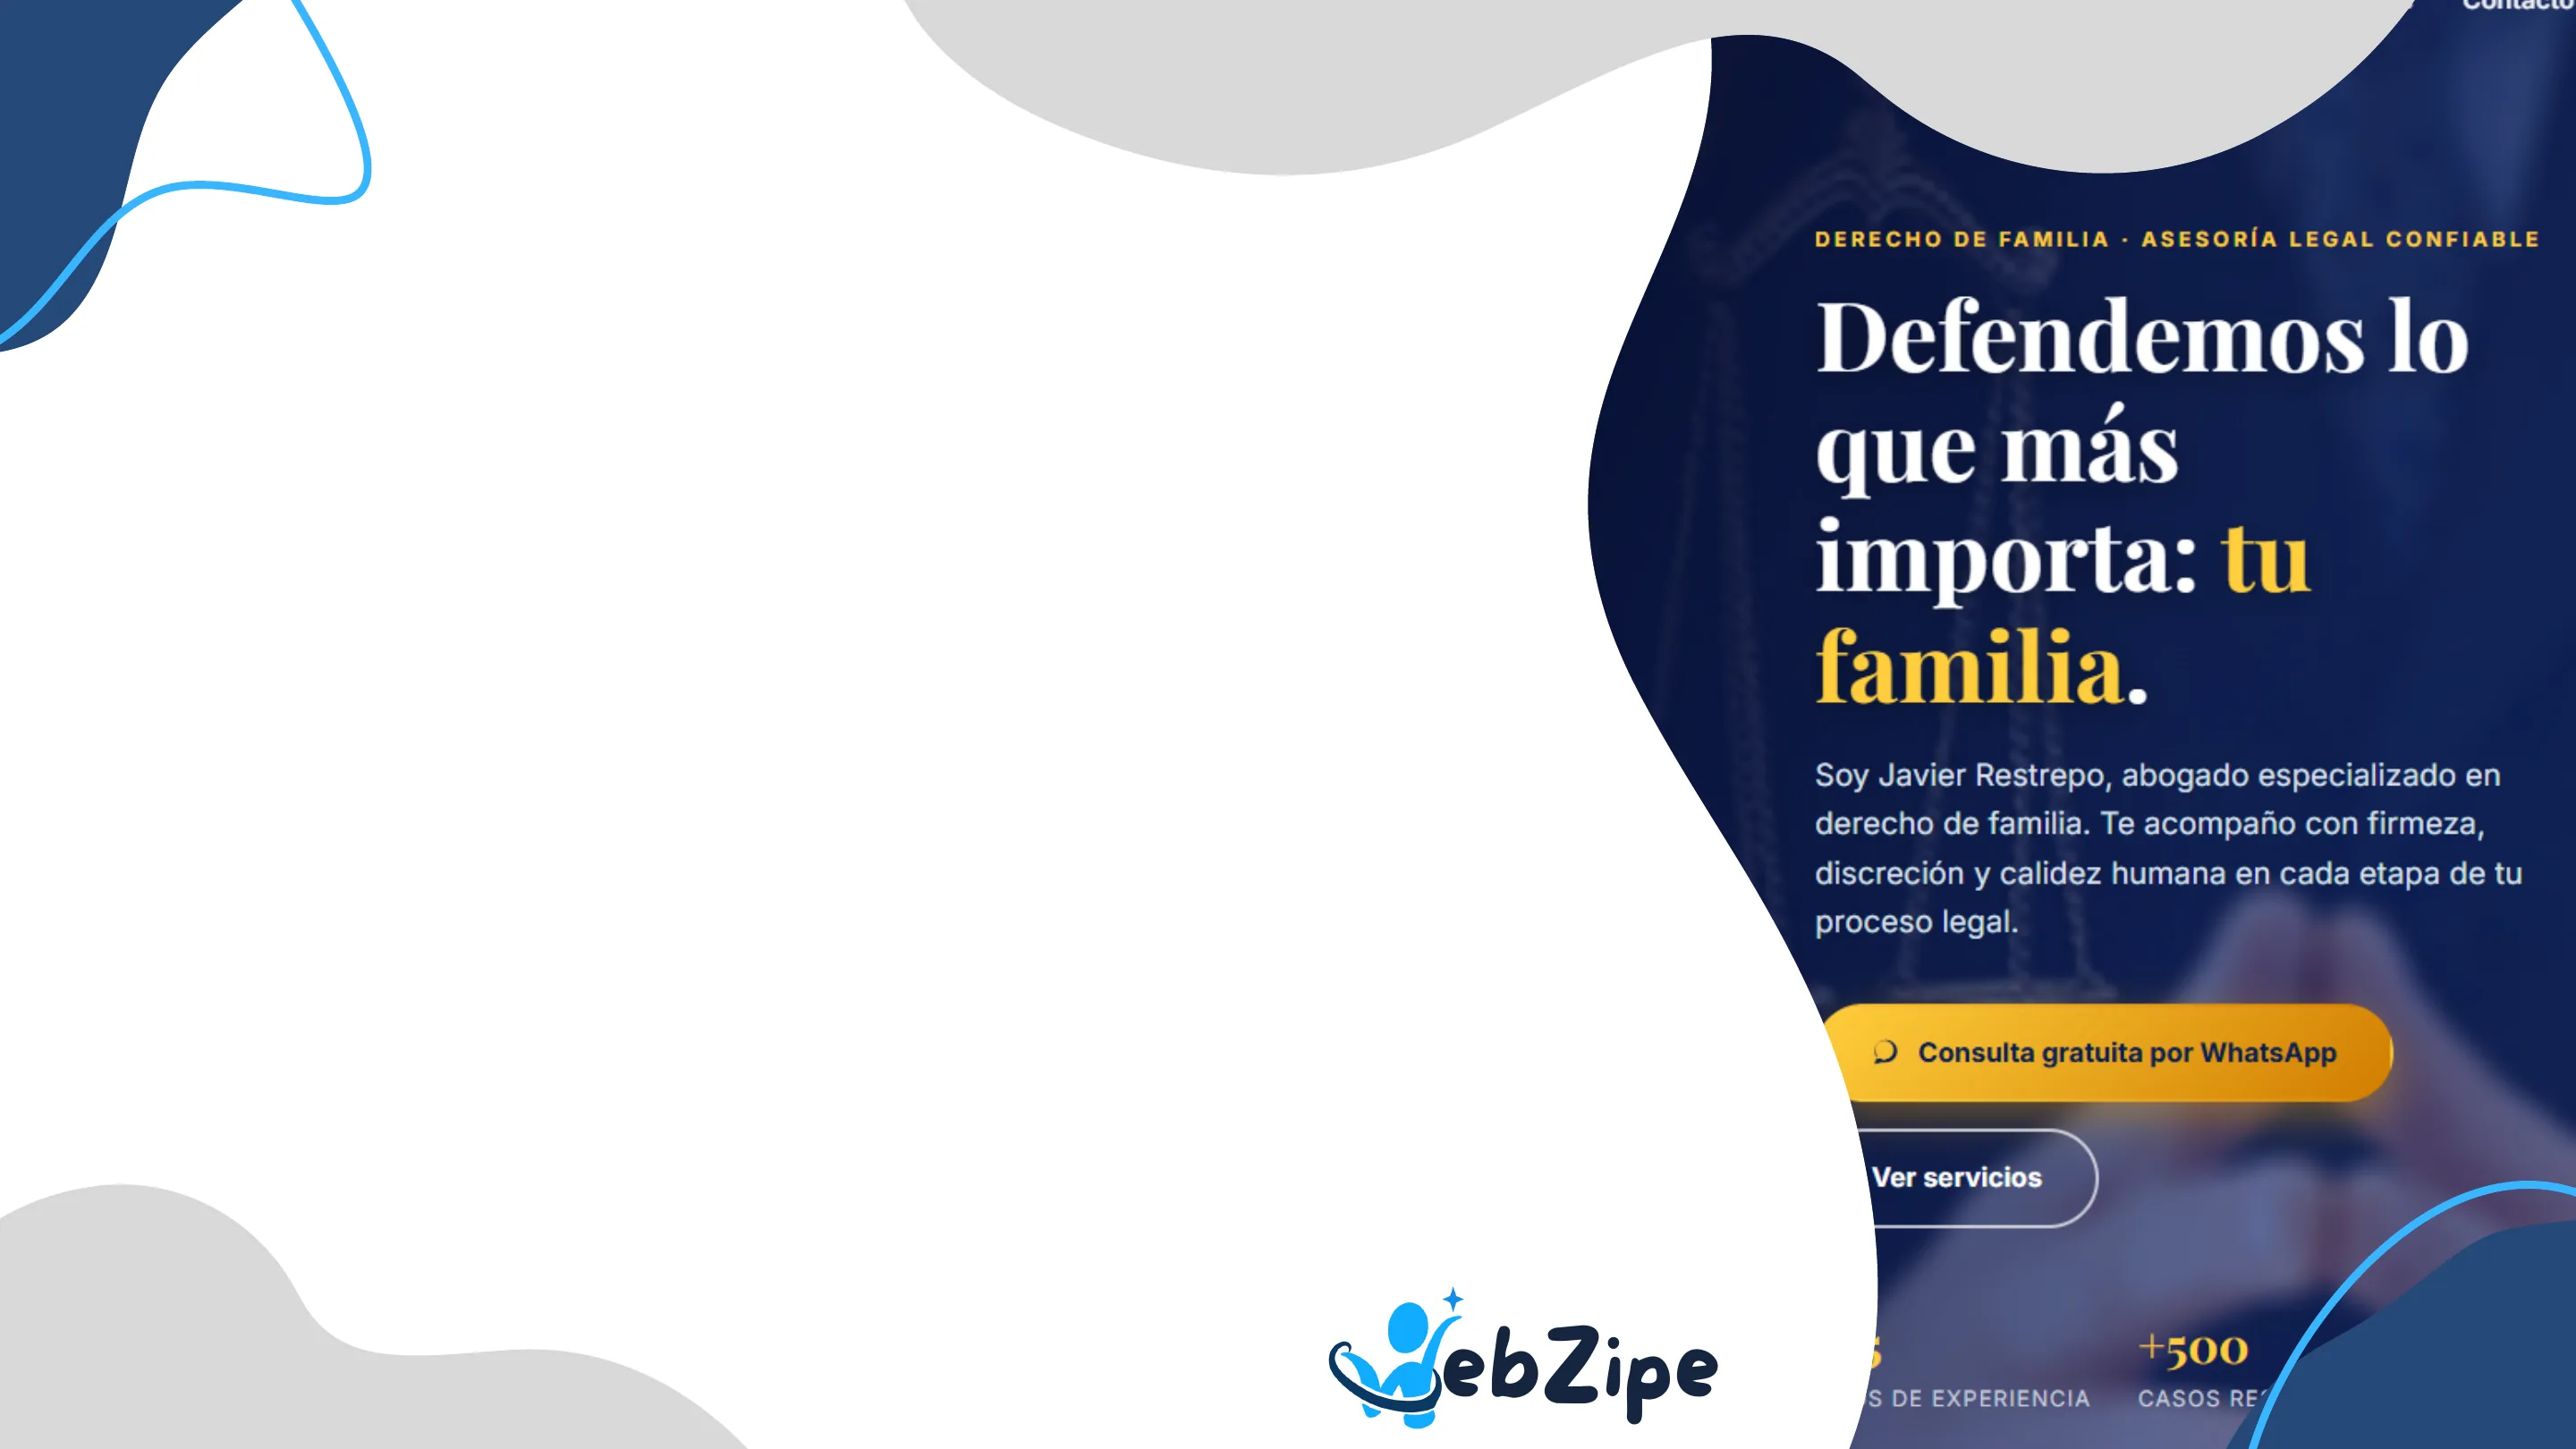 Contacto
DERECHO DE FAMILIA · ASESORÍA LEGAL CONFIABLE
Defendemos lo
que más
importa: tu
familia.
Soy Javier Restrepo, abogado especializado en
derecho de familia. Te acompaño con firmeza,
discreción y calidez humana en cada etapa de tu
proceso legal.
Consulta gratuita por WhatsApp
Ver servicios
+500
DE EXPERIENCIA
CASOS
WebZipe